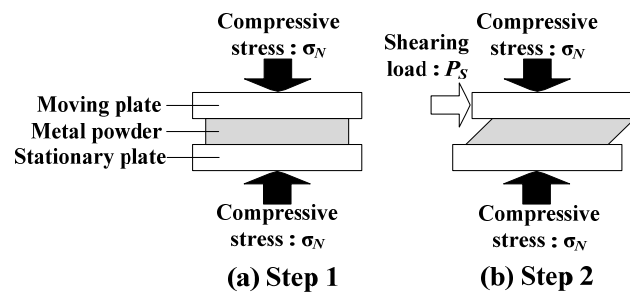 Compressive
stress : σN
Moving plate
Metal powder
Stationary plate
Compressive
stress : σN
(a) Step 1
Compressive
stress : σN
Shearing
load : PS
Compressive
stress : σN
(b) Step 2